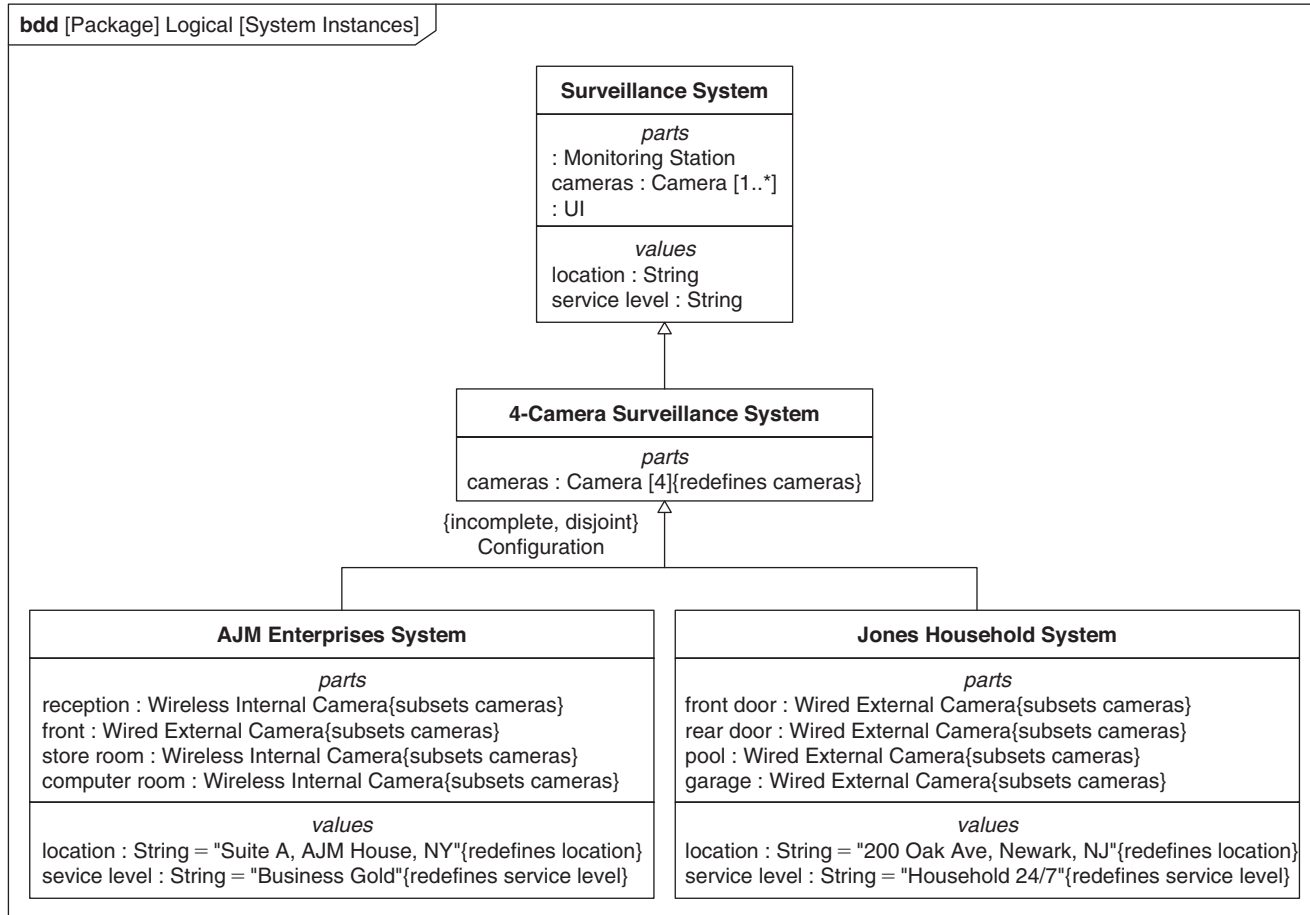 bdd [Package] Logical [System Instances]
Surveillance System
parts
: Monitoring Station
cameras : Camera [1..*]
: UI
values
location : String
service level : String
4-Camera Surveillance System
parts
cameras : Camera [4]{redefines cameras}
{incomplete, disjoint}
Configuration
AJM Enterprises System
parts
reception : Wireless Internal Camera{subsets cameras}
front : Wired External Camera{subsets cameras}
store room : Wireless Internal Camera{subsets cameras}
computer room : Wireless Internal Camera{subsets cameras}
values
location : String = "Suite A, AJM House, NY"{redefines location}
sevice level : String = "Business Gold"{redefines service level}
Jones Household System
parts
front door : Wired External Camera{subsets cameras}
rear door : Wired External Camera{subsets cameras}
pool : Wired External Camera{subsets cameras}
garage : Wired External Camera{subsets cameras}
values
location : String = "200 Oak Ave, Newark, NJ"{redefines location}
service level : String = "Household 24/7"{redefines service level}